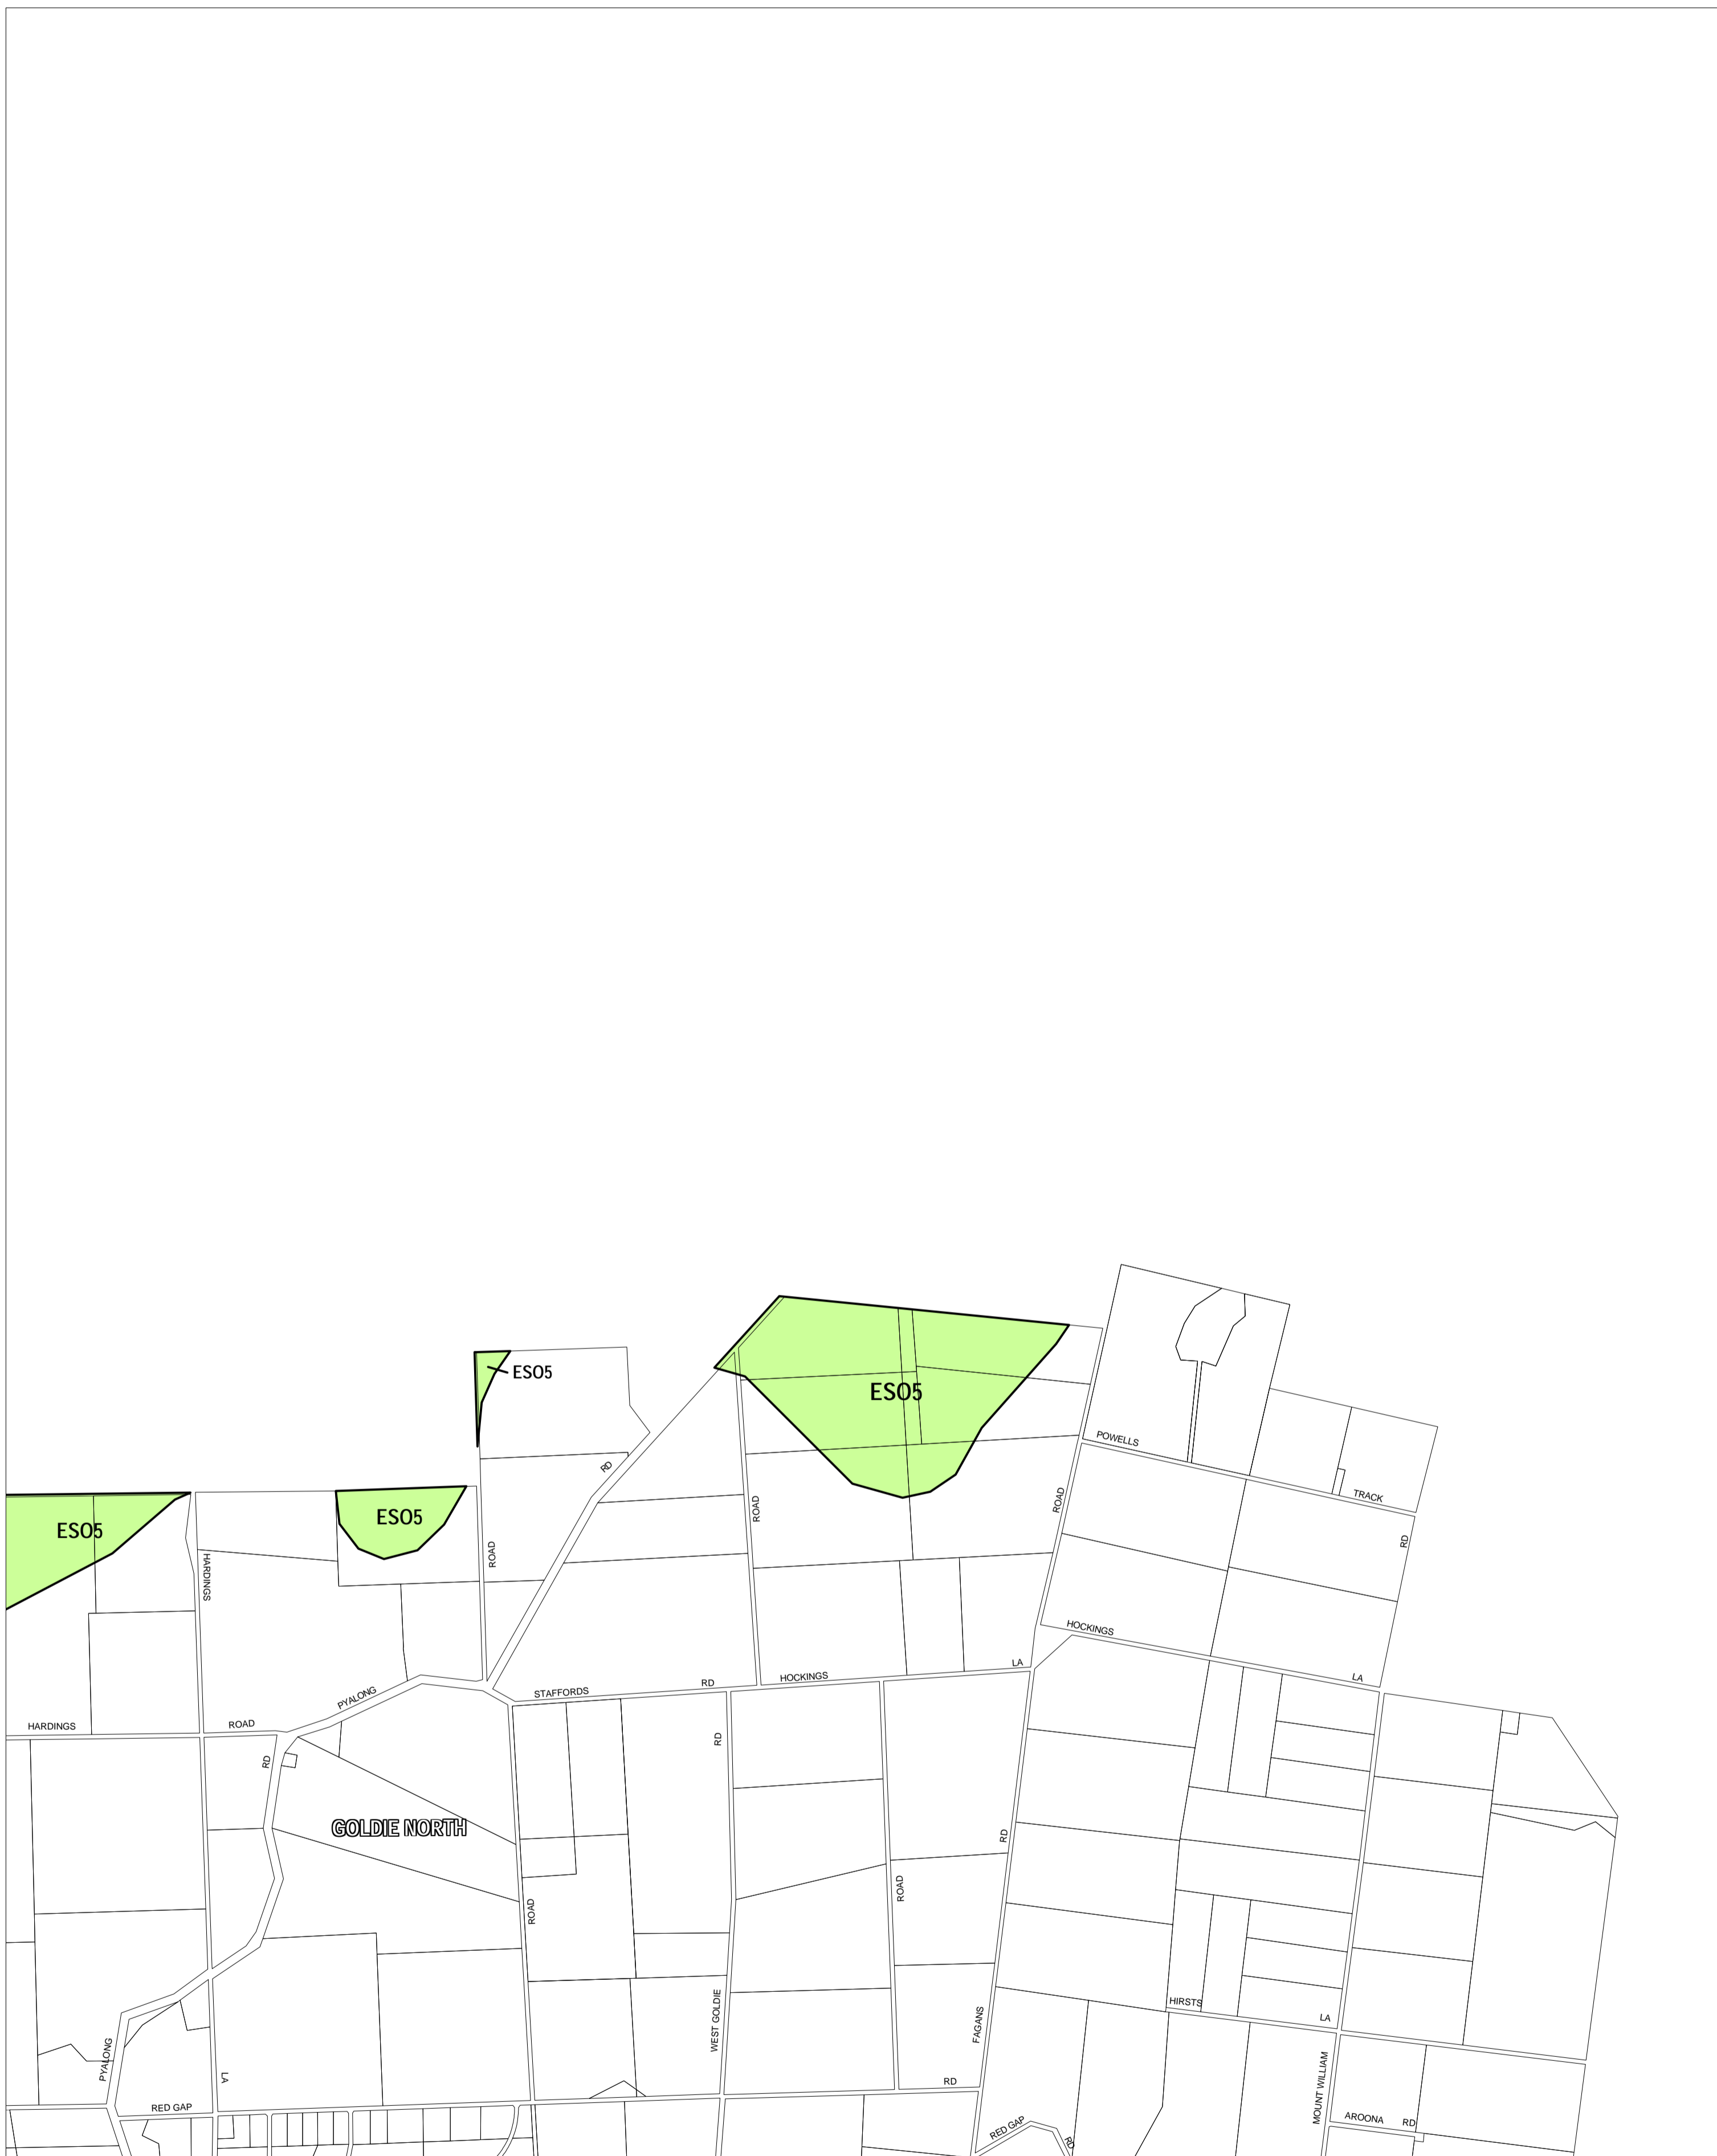 ESO5
ESO5
POWELLS
RD
TRACK
ROAD
ROAD
ESO5
ESO5
RD
ROAD
HARDINGS
HOCKINGS
LA
HOCKINGS
LA
RD
STAFFORDS
PYALONG
HARDINGS
ROAD
RD
RD
GOLDIE NORTH
RD
ROAD
ROAD
HIRSTS
LA
WEST GOLDIE
FAGANS
PYALONG
LA
RD
MOUNT WILLIAM
RED GAP
RED GAP
RD
AROONA RD